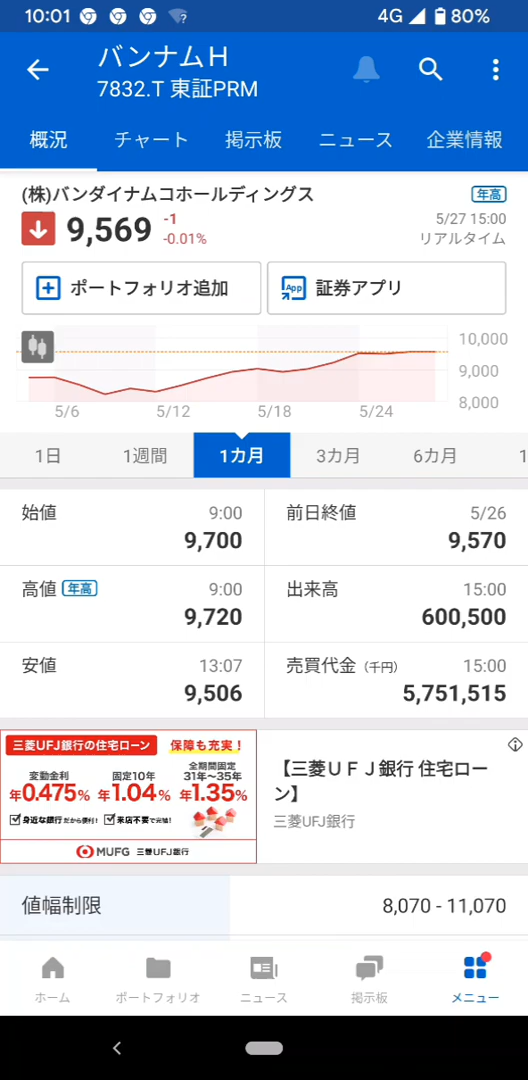 10:01
4G 80%
バンナムH
7832.T 東証PRM
概況 チャート 掲示板 ニュース 企業情報
(株)バンダイナムコホールディングス 年高
9,569 -1 5/27 15:00
-0.01% リアルタイム
ポートフォリオ追加 App 証券アプリ
10,000
9,000
8,000
5/6 5/12 5/18 5/24
1日 1週間 1カ月 3カ月 6カ月 1
始値 9:00 前日終値 5/26
9,700 9,570
高値 年高 9:00 出来高 15:00
9,720 600,500
安値 13:07 売買代金 (千円) 15:00
9,506 5,751,515
三菱UFJ銀行の住宅ローン 保障も充実！
変動金利 固定10年 全期間固定
31年〜35年
年0.475% 年1.04% 年1.35%
身近な銀行だから便利！ 来店不要で完結！
MUFG 三菱UFJ銀行
【三菱ＵＦＪ銀行 住宅ロー
ン】
三菱UFJ銀行
値幅制限 8,070 - 11,070
ホーム ポートフォリオ ニュース 掲示板 メニュー